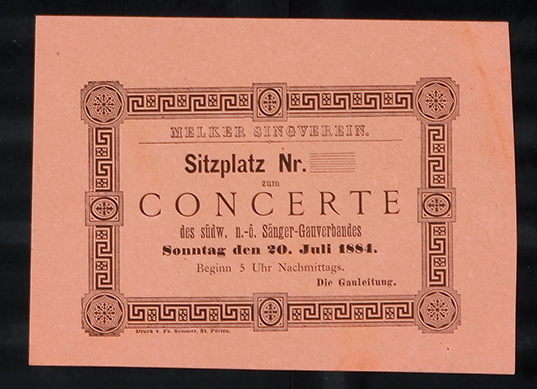 MELKER SINGVEREIN.
Sitzplatz Nr.
zum
CONCERTE
des südw. n.-ö. Sänger-Gauverbandes
Sonntag den 20. Juli 1884.
Beginn 5 Uhr Nachmittags.
Die Gauleitung.
Druck v. Fr. Sommer, St. Pölten.